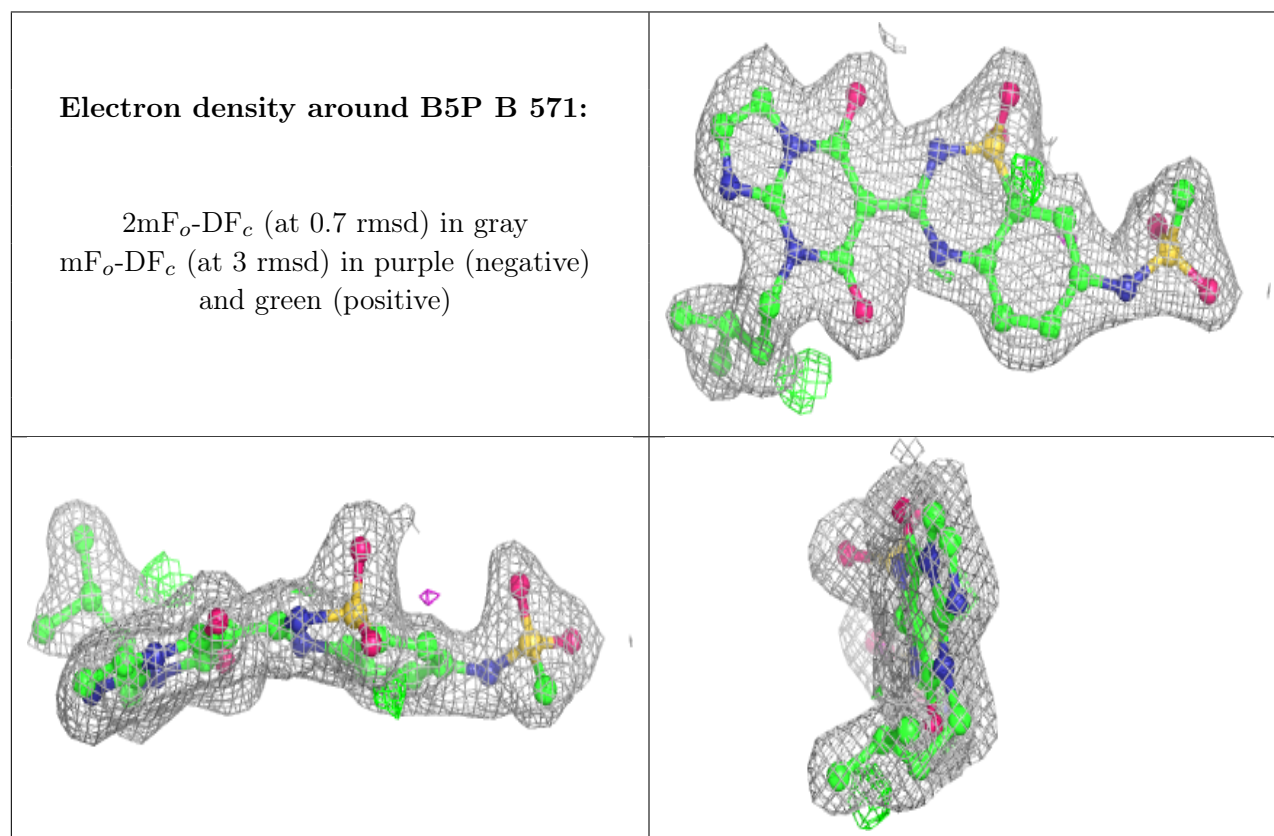 Electron density around B5P B 571:
2mFo-DFc (at 0.7 rmsd) in gray
mFo-DFc (at 3 rmsd) in purple (negative)
and green (positive)